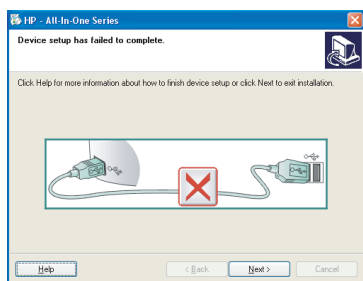 HP - All-In-One Series
Device setup has failed to complete.
Click Help for more information about how to finish device setup or click Next to exit installation.
Help
< Back
Next >
Cancel